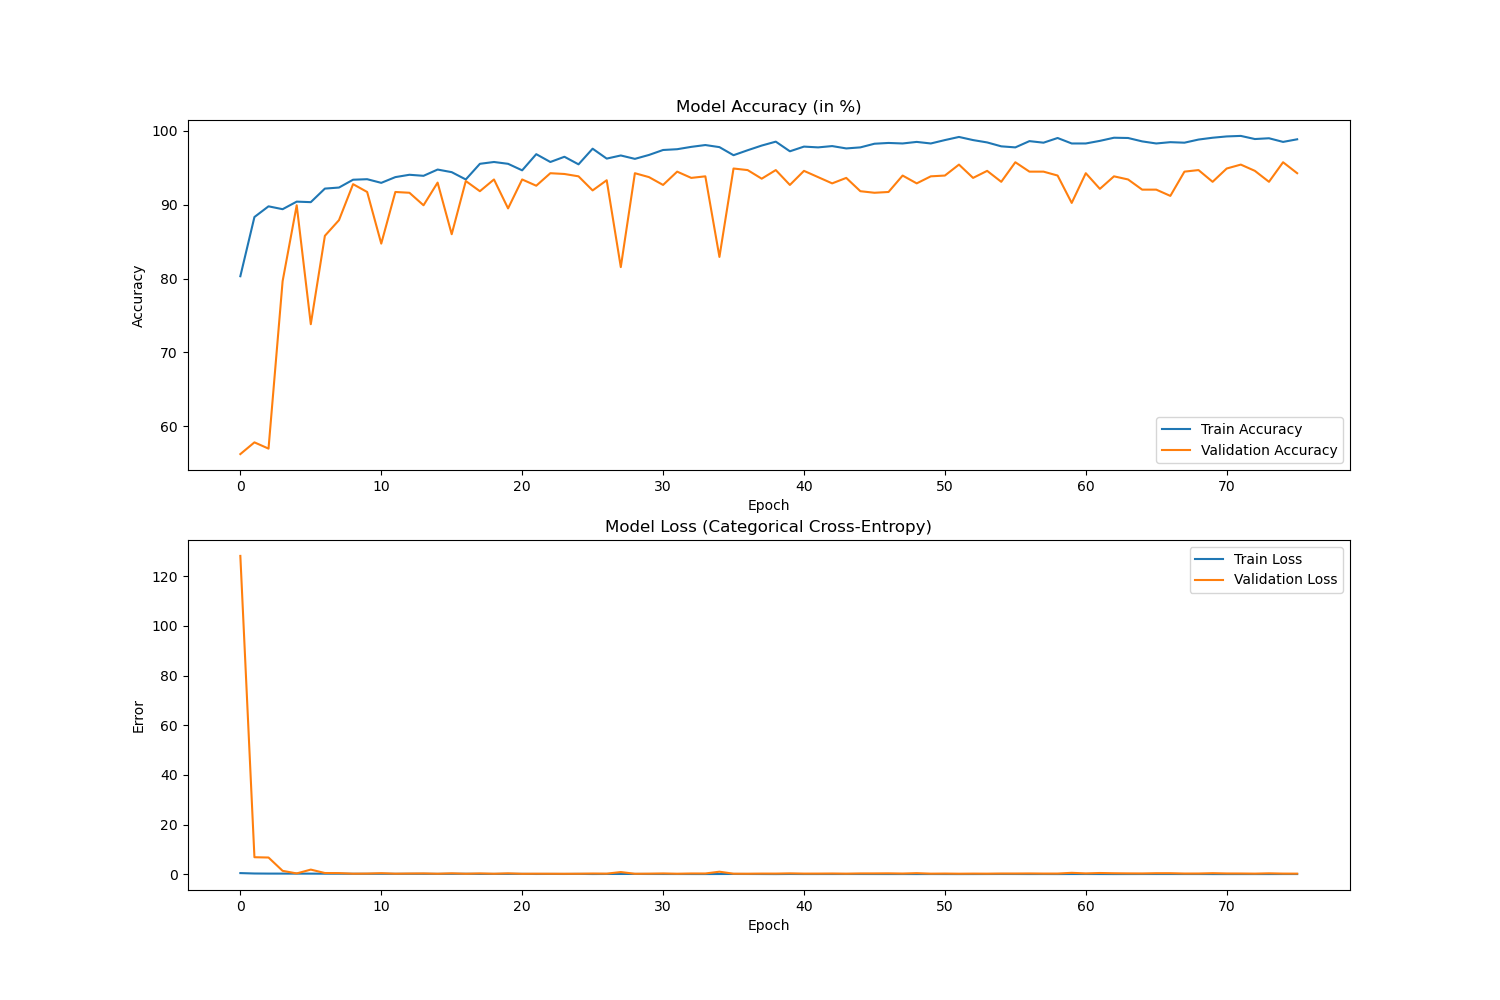 Model Accuracy (in %)
100
90
80
70
60
Accuracy
Train Accuracy
Validation Accuracy
0 10 20 30 40 50 60 70
Epoch
Model Loss (Categorical Cross-Entropy)
Train Loss
Validation Loss
120
100
80
60
40
20
0
Error
0 10 20 30 40 50 60 70
Epoch